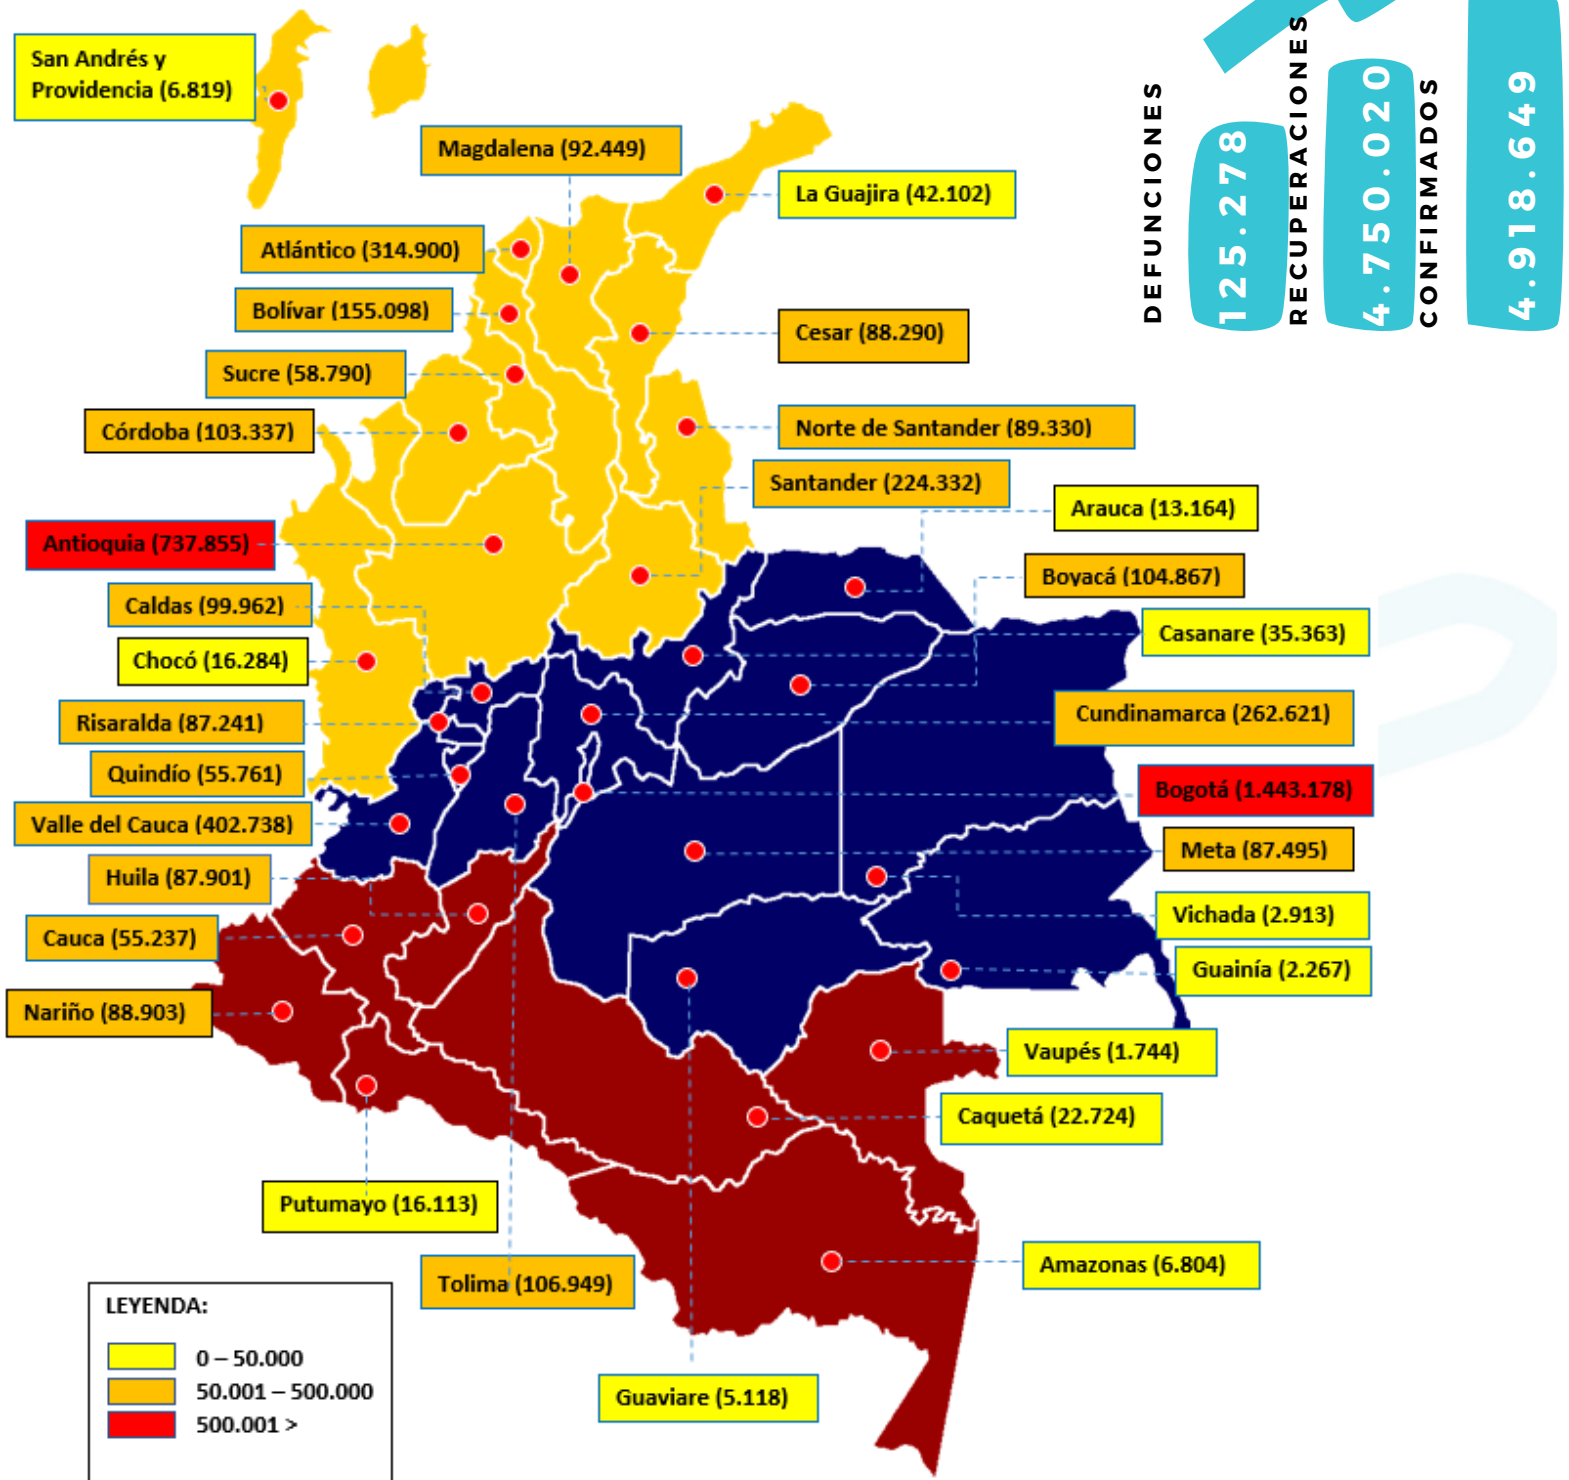 San Andrés y
Providencia (6.819)
Magdalena (92.449)
La Guajira (42.102)
Atlántico (314.900)
Bolívar (155.098)
Cesar (88.290)
Sucre (58.790)
Córdoba (103.337)
Norte de Santander (89.330)
Santander (224.332)
Arauca (13.164)
Antioquia (737.855)
Boyacá (104.867)
Caldas (99.962)
Casanare (35.363)
Chocó (16.284)
Risaralda (87.241)
Cundinamarca (262.621)
Quindío (55.761)
Bogotá (1.443.178)
Valle del Cauca (402.738)
Meta (87.495)
Huila (87.901)
Vichada (2.913)
Cauca (55.237)
Guainía (2.267)
Nariño (88.903)
Vaupés (1.744)
Caquetá (22.724)
Putumayo (16.113)
Amazonas (6.804)
Tolima (106.949)
Guaviare (5.118)
LEYENDA:
0 – 50.000
50.001 – 500.000
500.001 >
DEFUNCIONES
125.278
RECUPERACIONES
4.750.020
CONFIRMADOS
4.918.649